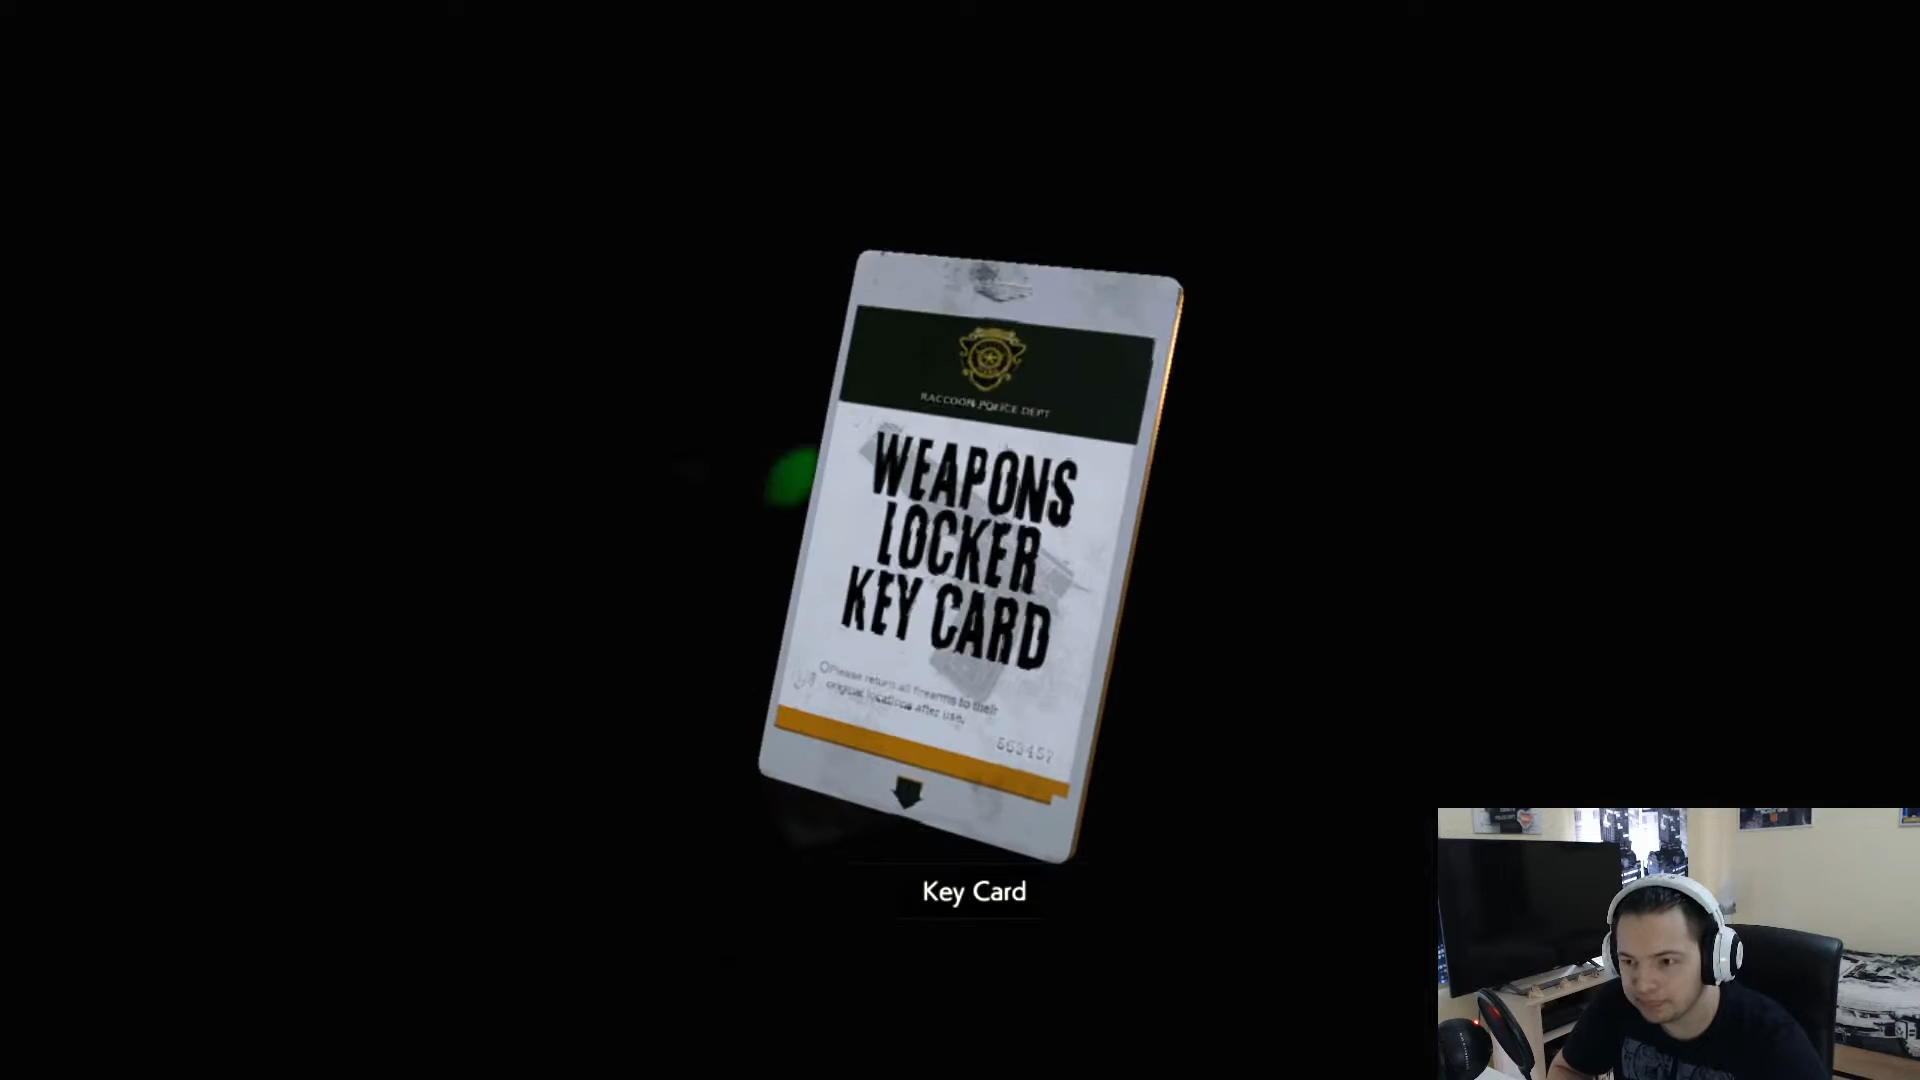 RACCOON POLICE DEPT
WEAPONS
LOCKER
KEY CARD
Please return all firearms to their
original locations after use.
563457
Key Card